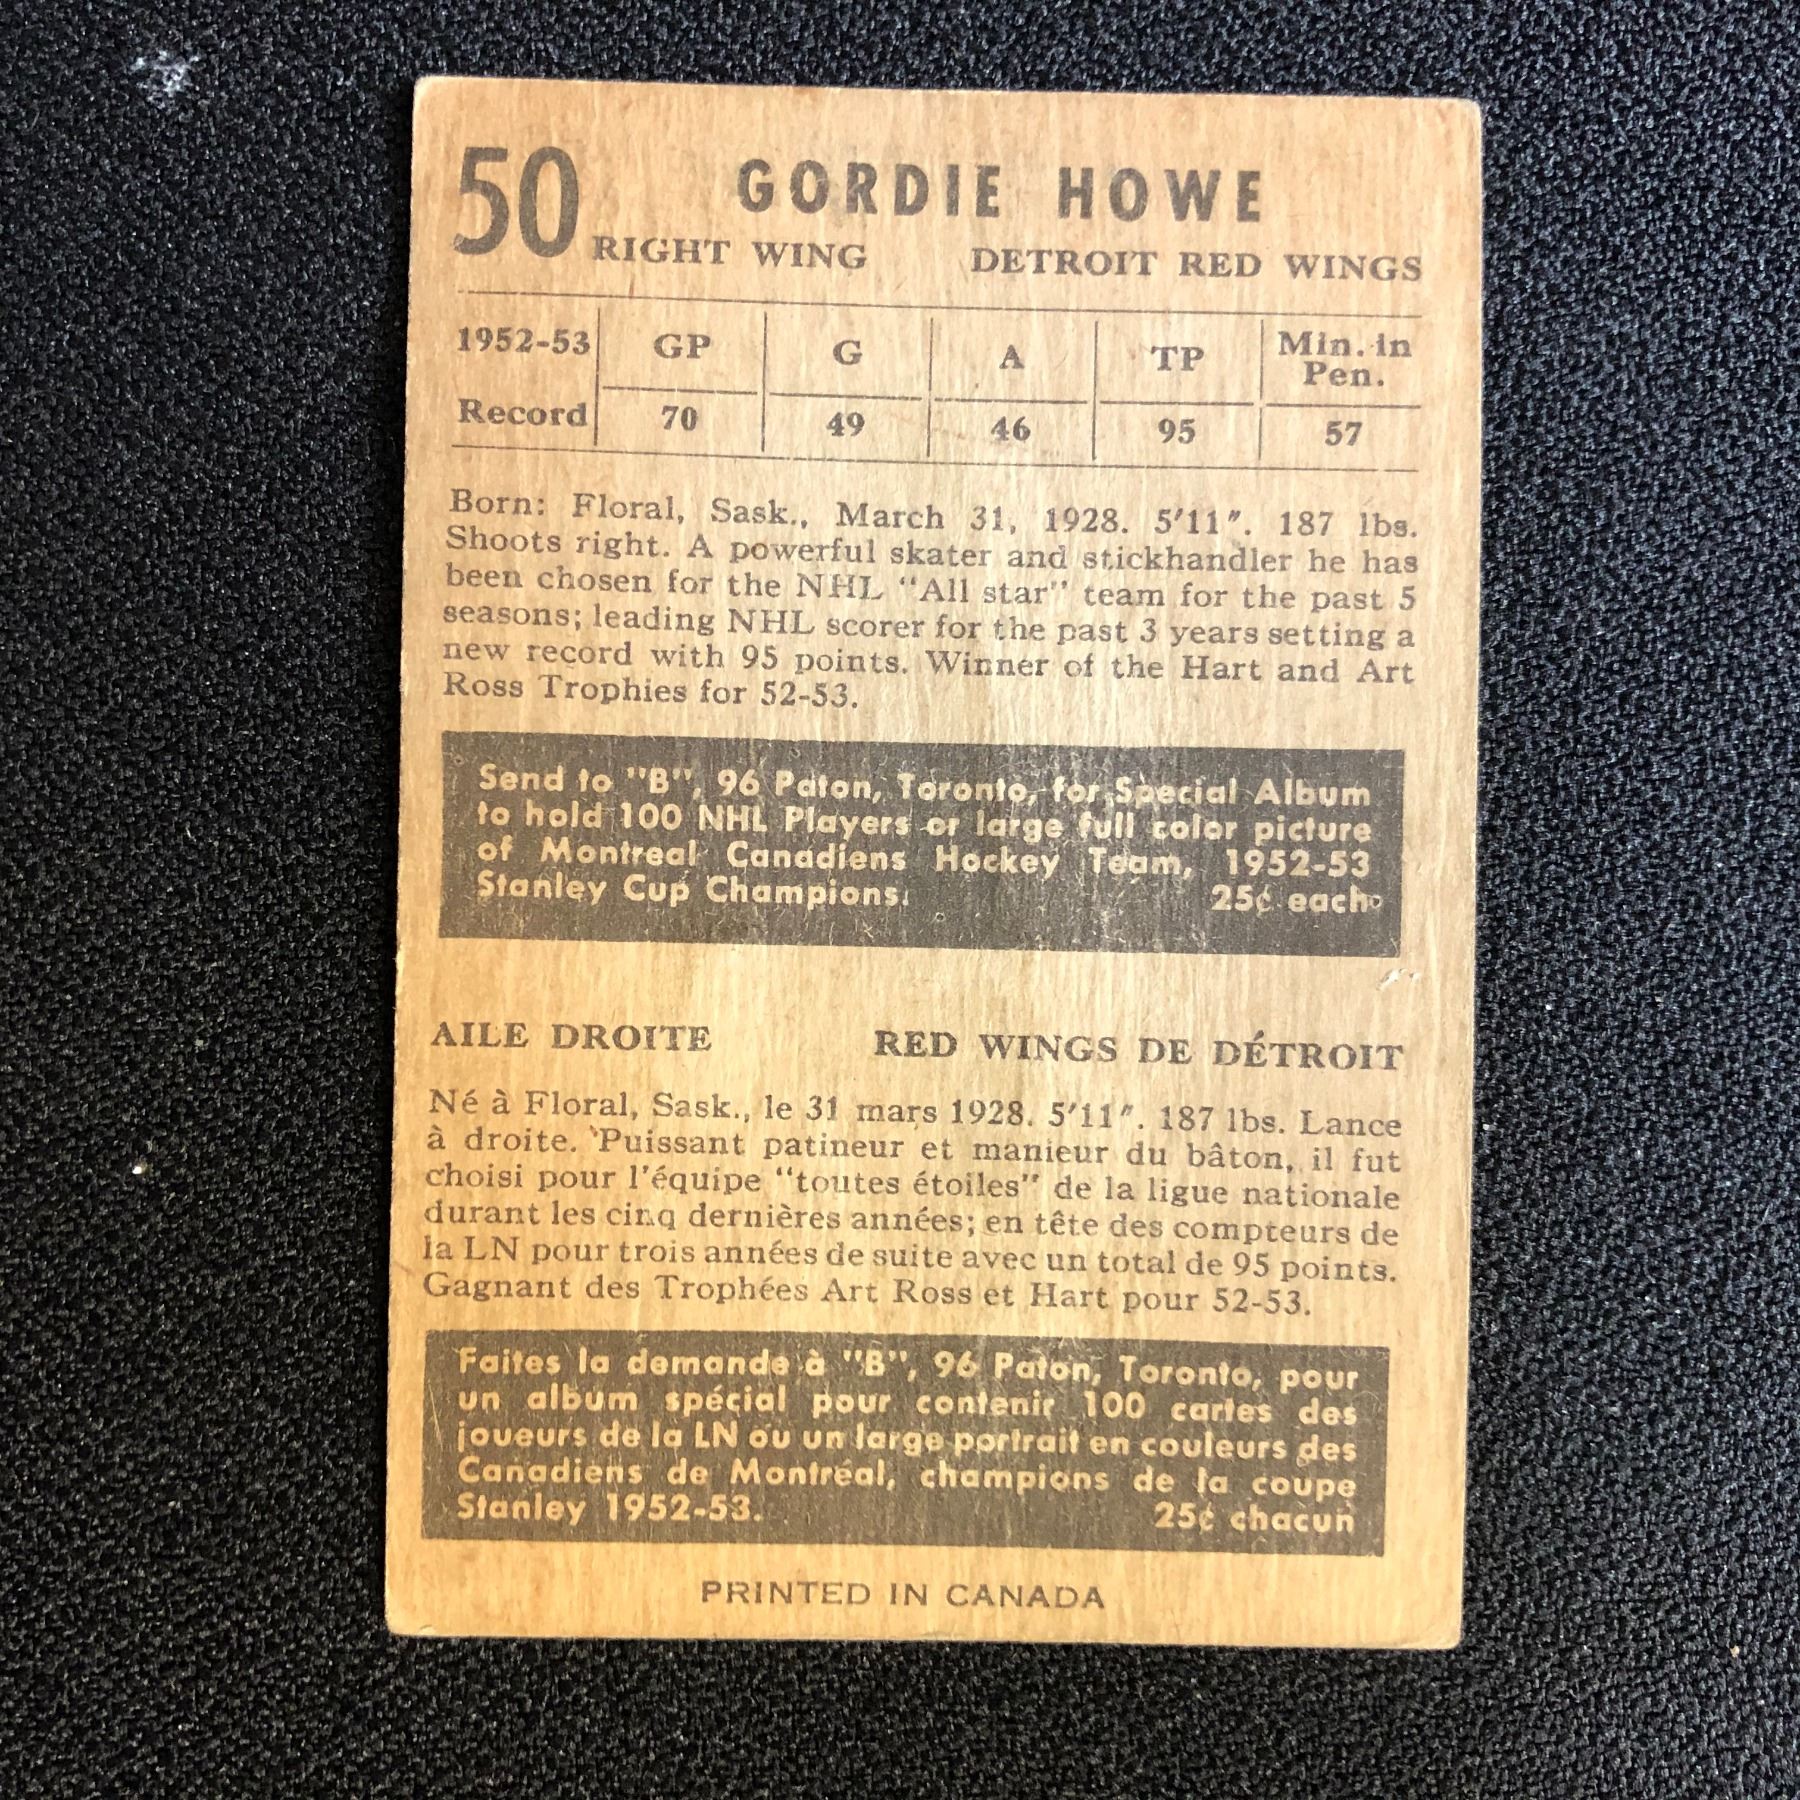 50 GORDIE HOWE
RIGHT WING DETROIT RED WINGS
1952-53 GP G A TP Min. in Pen.
Record 70 49 46 95 57
Born: Floral, Sask., March 31, 1928. 5'11". 187 lbs.
Shoots right. A powerful skater and stickhandler he has
been chosen for the NHL "All star" team for the past 5
seasons; leading NHL scorer for the past 3 years setting a
new record with 95 points. Winner of the Hart and Art
Ross Trophies for 52-53.
Send to "B", 96 Paton, Toronto, for Special Album
to hold 100 NHL Players or large full color picture
of Montreal Canadiens Hockey Team, 1952-53
Stanley Cup Champions. 25¢ each
AILE DROITE RED WINGS DE DÉTROIT
Né à Floral, Sask., le 31 mars 1928. 5'11". 187 lbs. Lance
à droite. Puissant patineur et manieur du bâton, il fut
choisi pour l'équipe "toutes étoiles" de la ligue nationale
durant les cinq dernières années; en tête des compteurs de
la LN pour trois années de suite avec un total de 95 points.
Gagnant des Trophées Art Ross et Hart pour 52-53.
Faites la demande à "B", 96 Paton, Toronto, pour
un album spécial pour contenir 100 cartes des
joueurs de la LN ou un large portrait en couleurs des
Canadiens de Montréal, champions de la coupe
Stanley 1952-53. 25¢ chacun
PRINTED IN CANADA